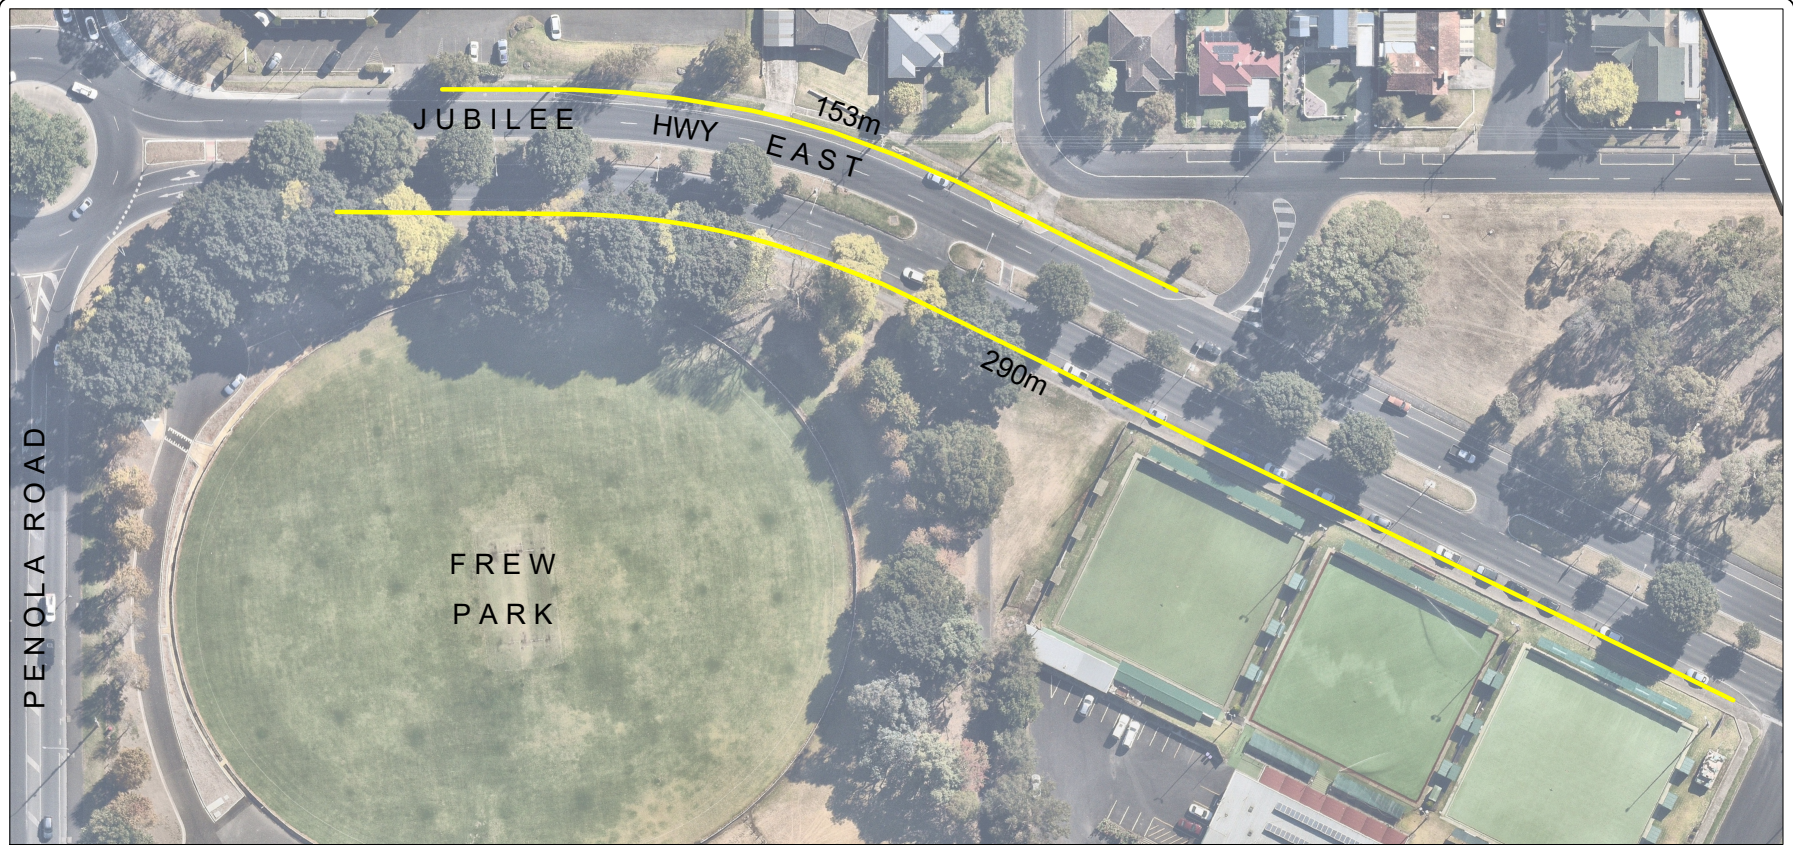 JUBILEE HWY EAST
153m
290m
PENOLA ROAD
FREW
PARK